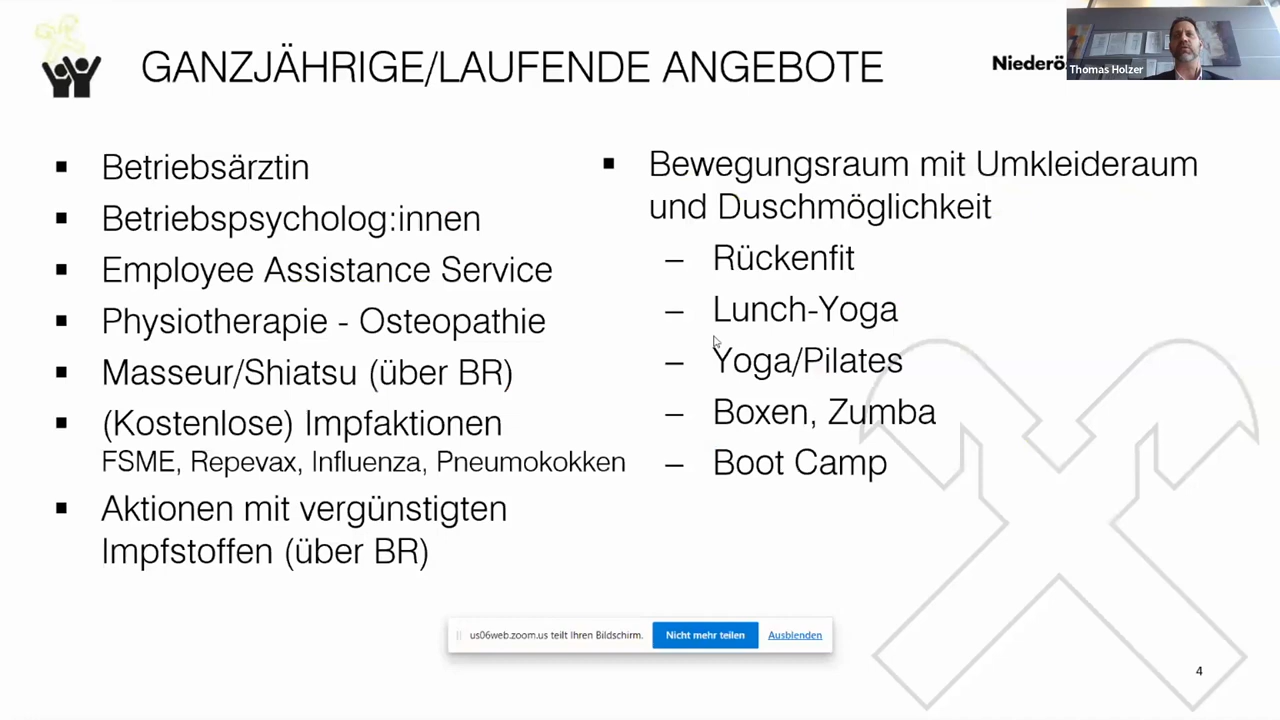 GANZJÄHRIGE/LAUFENDE ANGEBOTE
Thomas Holzer
Betriebsärztin
Betriebspsycholog:innen
Employee Assistance Service
Physiotherapie - Osteopathie
Masseur/Shiatsu (über BR)
(Kostenlose) Impfaktionen
FSME, Repevax, Influenza, Pneumokokken
Aktionen mit vergünstigten
Impfstoffen (über BR)
Bewegungsraum mit Umkleideraum
und Duschmöglichkeit
– Rückenfit
– Lunch-Yoga
– Yoga/Pilates
– Boxen, Zumba
– Boot Camp
us06web.zoom.us teilt Ihren Bildschirm.
Nicht mehr teilen
Ausblenden
4